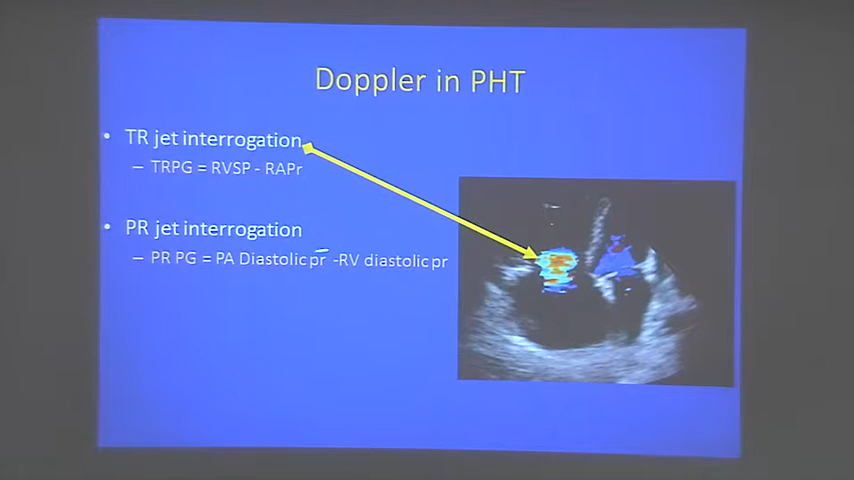 Doppler in PHT
• TR jet interrogation
– TRPG = RVSP - RAPr
• PR jet interrogation
– PR PG = PA Diastolic pr -RV diastolic pr